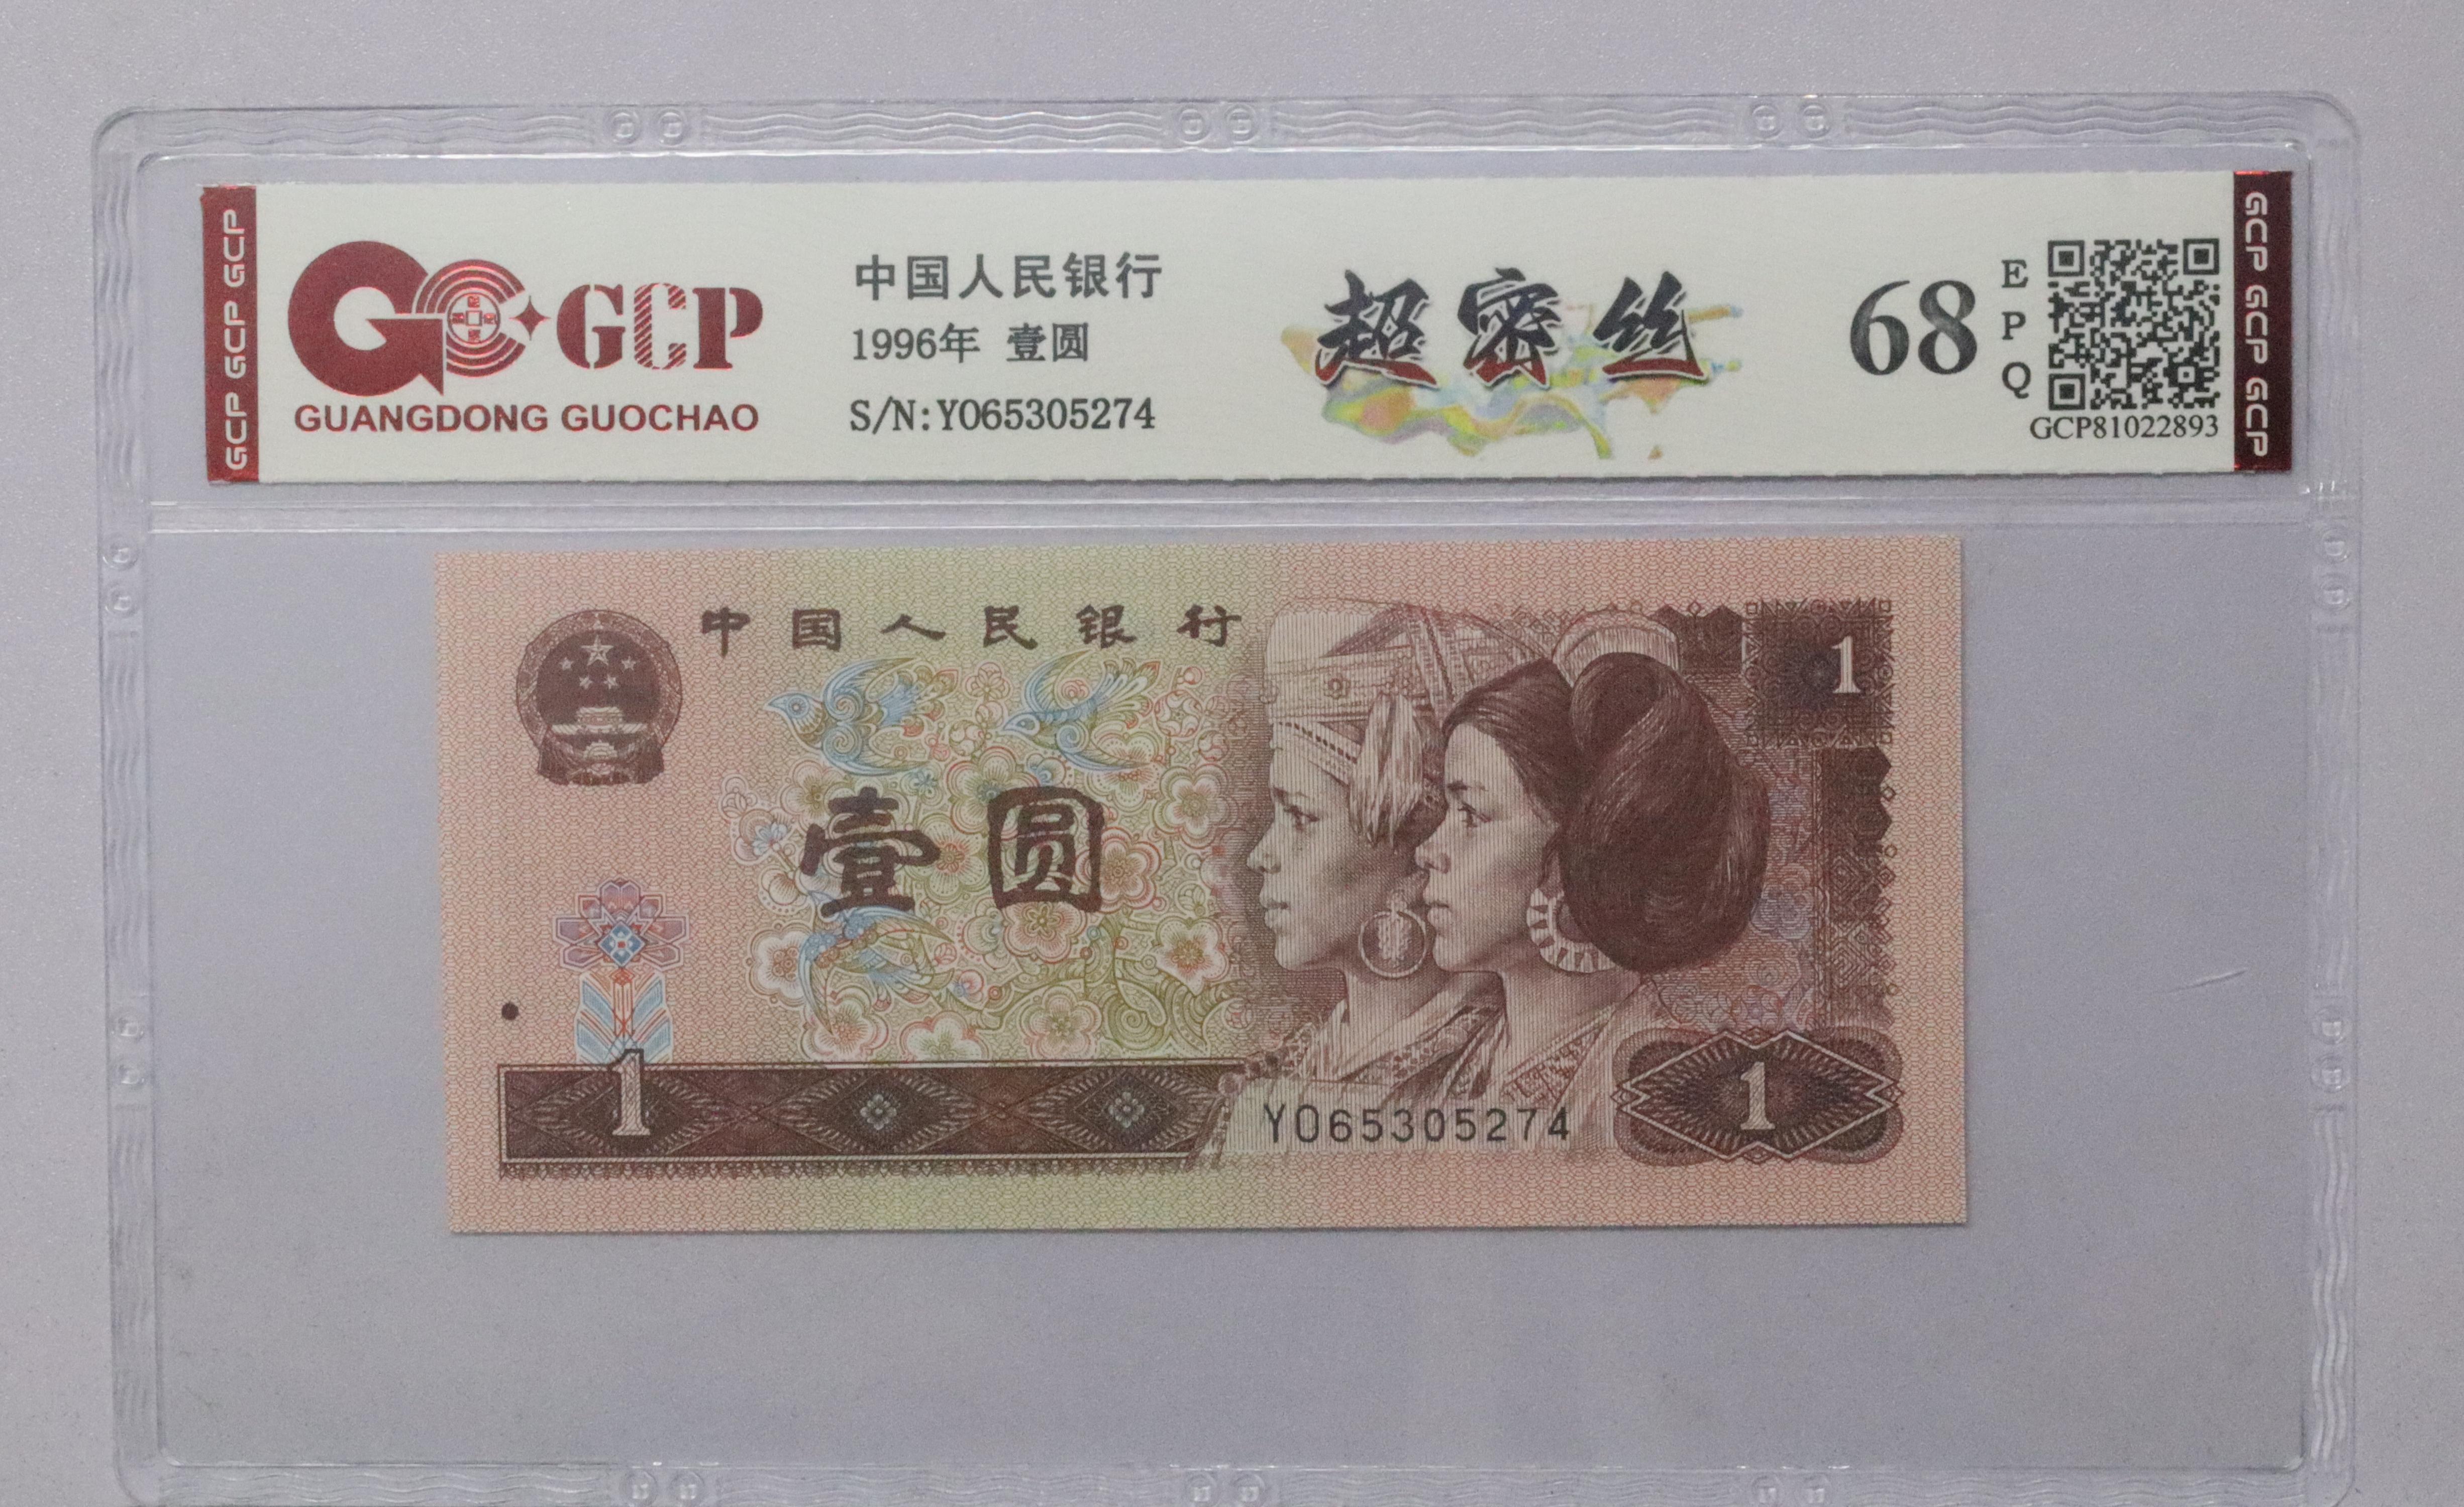 GCP GCP GCP
GCP
GUANGDONG GUOCHAO
中国人民银行
1996年 壹圆
S/N:YO65305274
超密丝
68
E
P
Q
GCP81022893
GCP GCP GCP
中国人民银行
1
壹圆
1
YO65305274
1